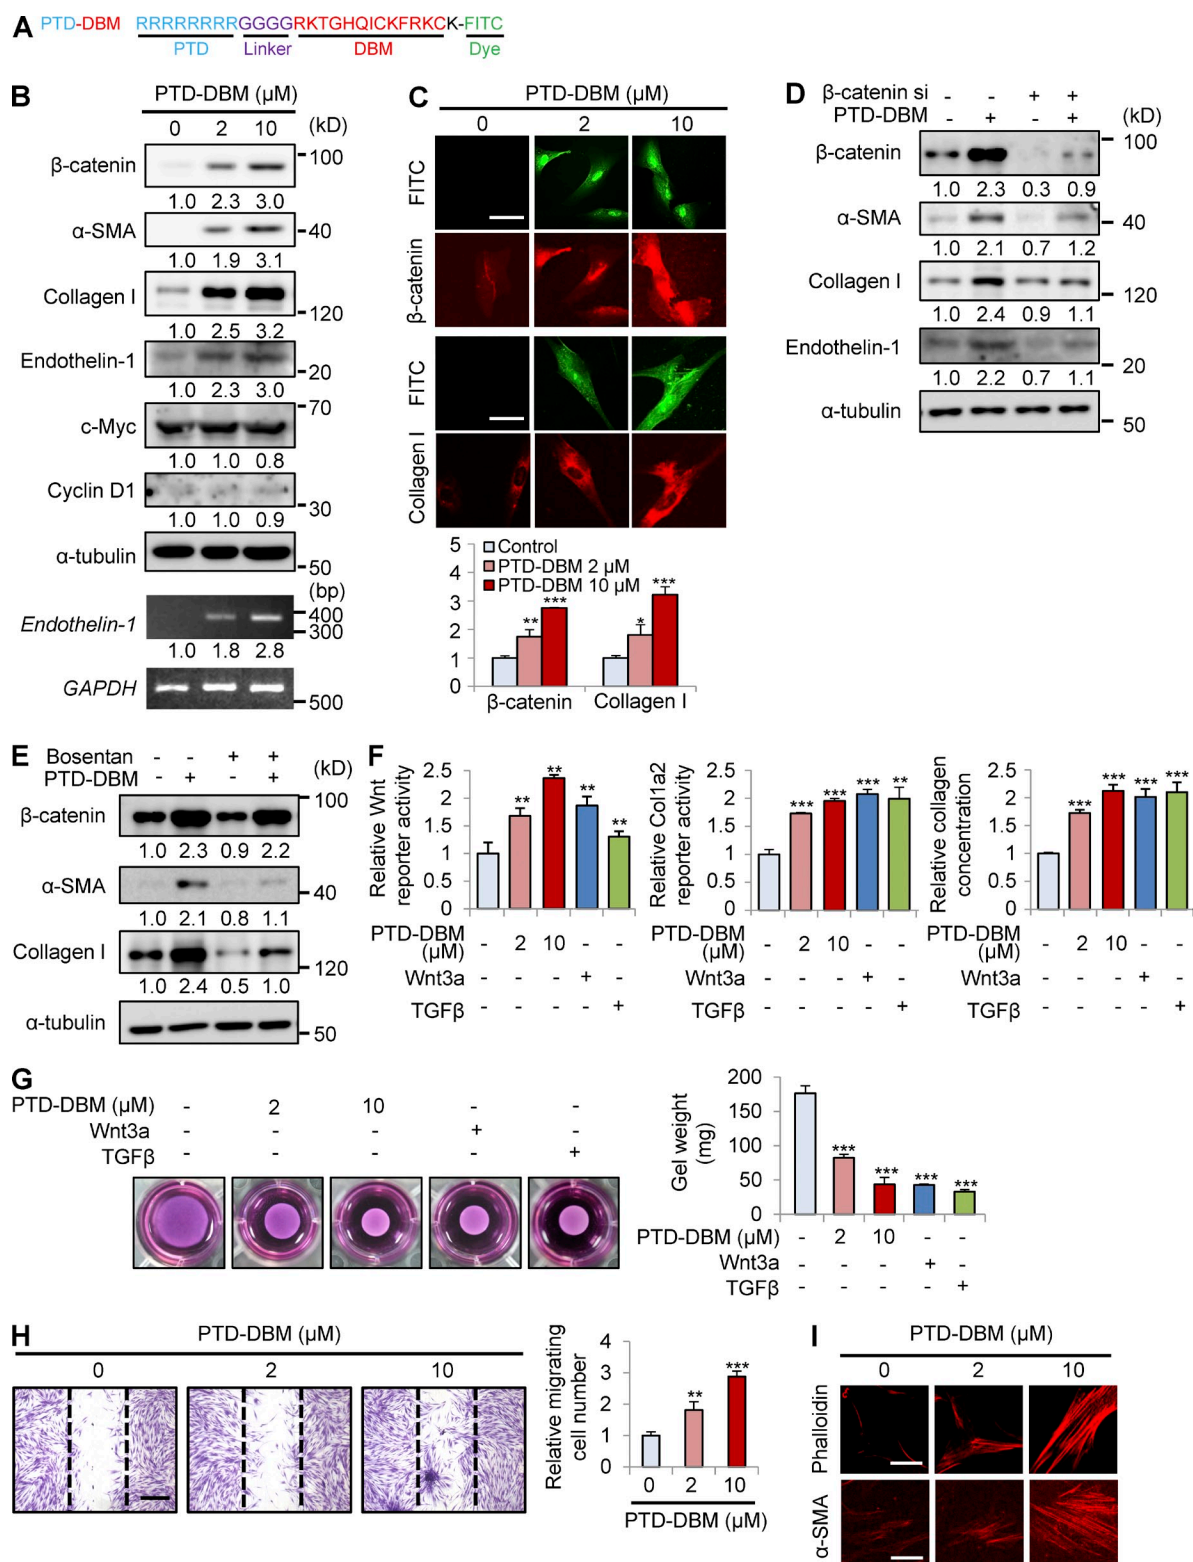 A PTD-DBM RRRRRRRRGGGGRKTGHQICKFRKCK-FITC
PTD Linker DBM Dye
B
PTD-DBM (μM)
0 2 10 (kD)
β-catenin 100
1.0 2.3 3.0
α-SMA 40
1.0 1.9 3.1
Collagen I 120
1.0 2.5 3.2
Endothelin-1 20
1.0 2.3 3.0
70
c-Myc
1.0 1.0 0.8
Cyclin D1 30
1.0 1.0 0.9
α-tubulin 50
(bp)
Endothelin-1 400
300
1.0 1.8 2.8
GAPDH 500
C
PTD-DBM (μM)
0 2 10
FITC
β-catenin
FITC
Collagen I
5
4
3
2
1
0
Control
PTD-DBM 2 μM
PTD-DBM 10 μM
** *** * ***
β-catenin Collagen I
D
β-catenin si - - + +
PTD-DBM - + - + (kD)
β-catenin 100
1.0 2.3 0.3 0.9
α-SMA 40
1.0 2.1 0.7 1.2
Collagen I 120
1.0 2.4 0.9 1.1
Endothelin-1 20
1.0 2.2 0.7 1.1
α-tubulin 50
E
Bosentan - - + +
PTD-DBM - + - + (kD)
β-catenin 100
1.0 2.3 0.9 2.2
α-SMA 40
1.0 2.1 0.8 1.1
Collagen I 120
1.0 2.4 0.5 1.0
α-tubulin 50
F
Relative Wnt
reporter activity
2.5
2
1.5
1
0.5
0
** ** ** **
PTD-DBM
(μM) - 2 10 - -
Wnt3a - - - + -
TGFβ - - - - +
Relative Col1a2
reporter activity
2.5
2
1.5
1
0.5
0
*** *** *** **
PTD-DBM
(μM) - 2 10 - -
Wnt3a - - - + -
TGFβ - - - - +
Relative collagen
concentration
2.5
2
1.5
1
0.5
0
*** *** *** ***
PTD-DBM
(μM) - 2 10 - -
Wnt3a - - - + -
TGFβ - - - - +
G
PTD-DBM (μM) - 2 10 - -
Wnt3a - - - + -
TGFβ - - - - +
Gel weight
(mg)
200
150
100
50
0
*** *** *** ***
PTD-DBM (μM) - 2 10 - -
Wnt3a - - - + -
TGFβ - - - - +
H
PTD-DBM (μM)
0 2 10
Relative migrating
cell number
4
3
2
1
0
** ***
0 2 10
PTD-DBM (μM)
I
PTD-DBM (μM)
0 2 10
Phalloidin
α-SMA